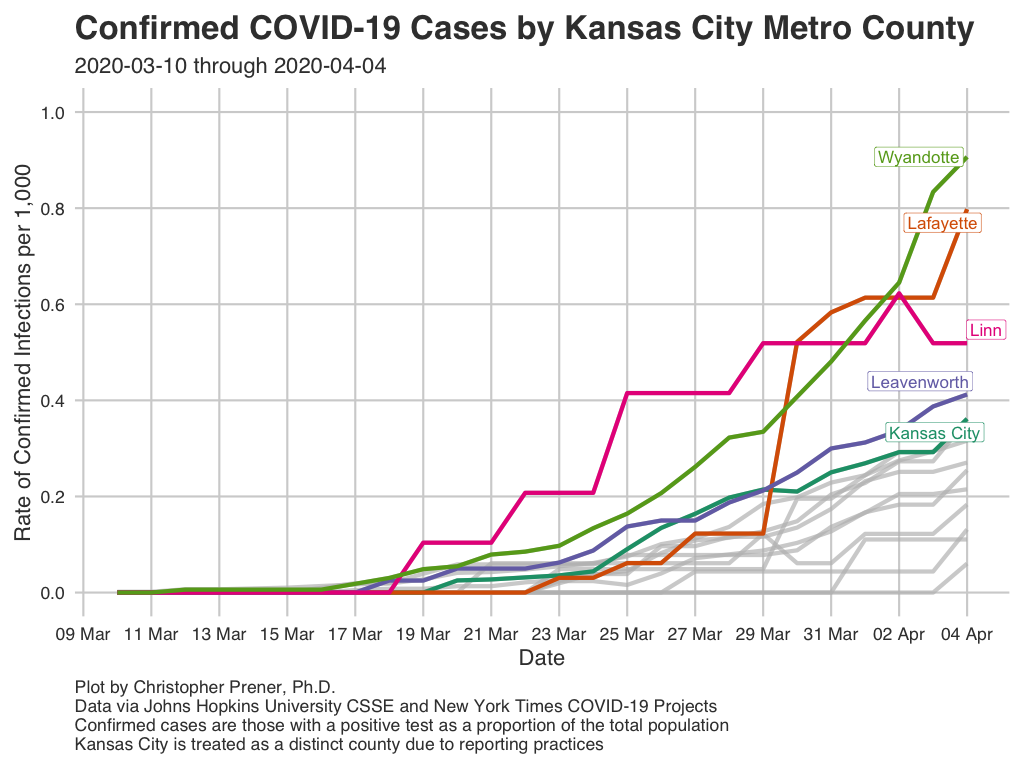 Confirmed COVID-19 Cases by Kansas City Metro County
2020-03-10 through 2020-04-04
Rate of Confirmed Infections per 1,000
1.0
0.8
0.6
0.4
0.2
0.0
Wyandotte
Lafayette
Linn
Leavenworth
Kansas City
09 Mar 11 Mar 13 Mar 15 Mar 17 Mar 19 Mar 21 Mar 23 Mar 25 Mar 27 Mar 29 Mar 31 Mar 02 Apr 04 Apr
Date
Plot by Christopher Prener, Ph.D.
Data via Johns Hopkins University CSSE and New York Times COVID-19 Projects
Confirmed cases are those with a positive test as a proportion of the total population
Kansas City is treated as a distinct county due to reporting practices